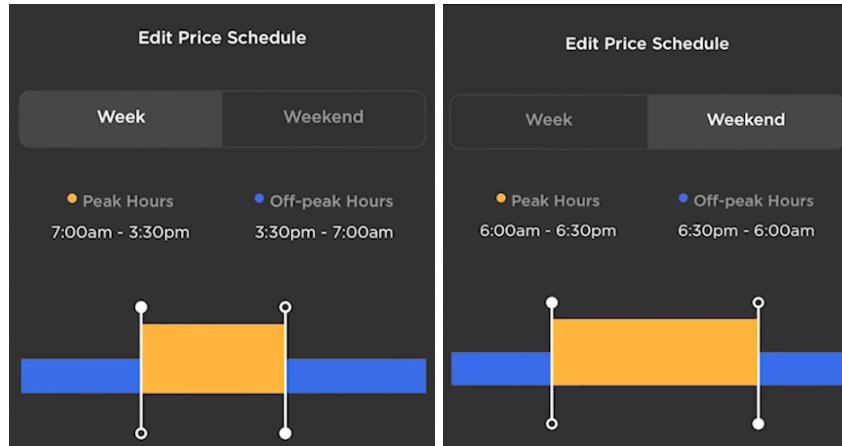 Edit Price Schedule
Week Weekend
Peak Hours Off-peak Hours
7:00am - 3:30pm 3:30pm - 7:00am
Edit Price Schedule
Week Weekend
Peak Hours Off-peak Hours
6:00am - 6:30pm 6:30pm - 6:00am